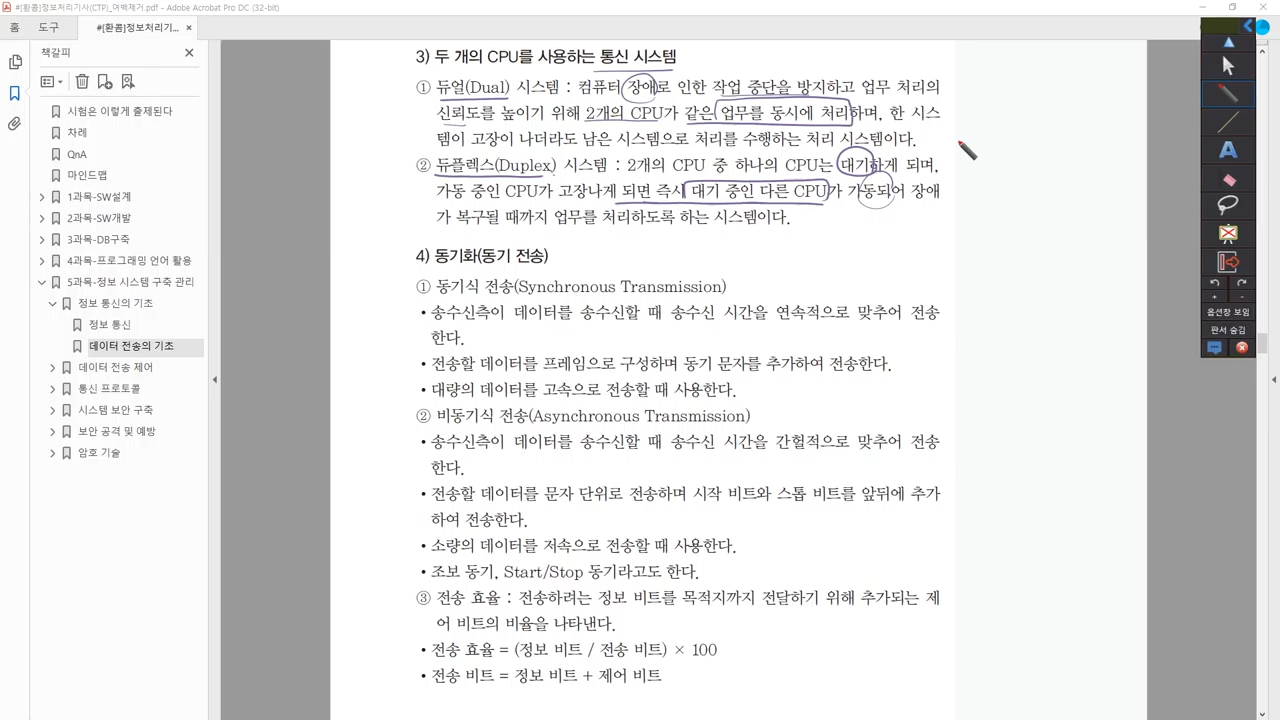 #[환콤]정보처리기사(CTP)_여백제거.pdf - Adobe Acrobat Pro DC (32-bit)
홈 도구 #[환콤]정보처리기... ×
책갈피 ×
시험은 이렇게 출제된다
차례
QnA
마인드맵
1과목-SW설계
2과목-SW개발
3과목-DB구축
4과목-프로그래밍 언어 활용
5과목-정보 시스템 구축 관리
정보 통신의 기초
정보 통신
데이터 전송의 기초
데이터 전송 제어
통신 프로토콜
시스템 보안 구축
보안 공격 및 예방
암호 기술
3) 두 개의 CPU를 사용하는 통신 시스템
① 듀얼(Dual) 시스템 : 컴퓨터 장애로 인한 작업 중단을 방지하고 업무 처리의
신뢰도를 높이기 위해 2개의 CPU가 같은 업무를 동시에 처리하며, 한 시스
템이 고장이 나더라도 남은 시스템으로 처리를 수행하는 처리 시스템이다.
② 듀플렉스(Duplex) 시스템 : 2개의 CPU 중 하나의 CPU는 대기하게 되며,
가동 중인 CPU가 고장나게 되면 즉시 대기 중인 다른 CPU가 가동되어 장애
가 복구될 때까지 업무를 처리하도록 하는 시스템이다.
4) 동기화(동기 전송)
① 동기식 전송(Synchronous Transmission)
• 송수신측이 데이터를 송수신할 때 송수신 시간을 연속적으로 맞추어 전송
한다.
• 전송할 데이터를 프레임으로 구성하며 동기 문자를 추가하여 전송한다.
• 대량의 데이터를 고속으로 전송할 때 사용한다.
② 비동기식 전송(Asynchronous Transmission)
• 송수신측이 데이터를 송수신할 때 송수신 시간을 간헐적으로 맞추어 전송
한다.
• 전송할 데이터를 문자 단위로 전송하며 시작 비트와 스톱 비트를 앞뒤에 추가
하여 전송한다.
• 소량의 데이터를 저속으로 전송할 때 사용한다.
• 조보 동기, Start/Stop 동기라고도 한다.
③ 전송 효율 : 전송하려는 정보 비트를 목적지까지 전달하기 위해 추가되는 제
어 비트의 비율을 나타낸다.
• 전송 효율 = (정보 비트 / 전송 비트) × 100
• 전송 비트 = 정보 비트 + 제어 비트
A
+ -
옵션창 보임
판서 숨김